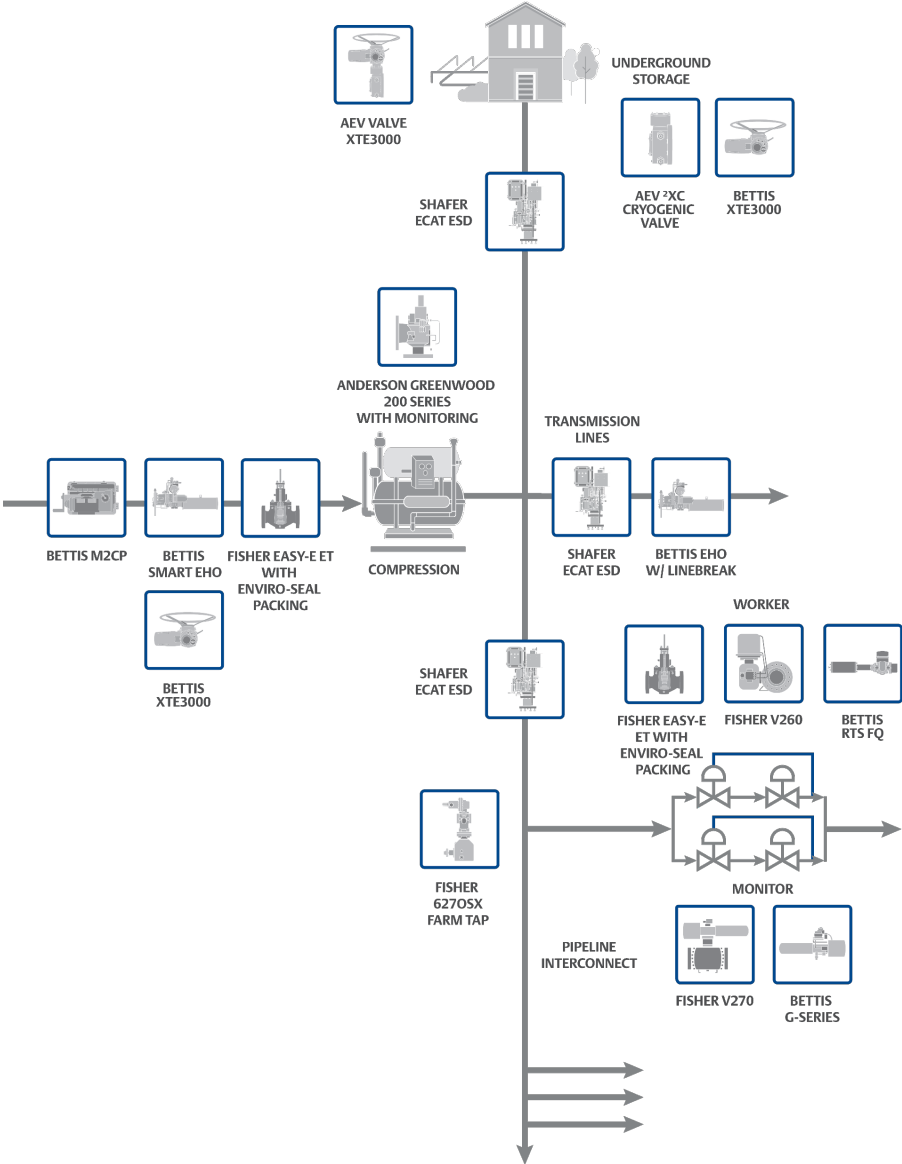 UNDERGROUND
STORAGE
AEV VALVE
XTE3000
AEV ²XC
CRYOGENIC
VALVE
BETTIS
XTE3000
SHAFER
ECAT ESD
ANDERSON GREENWOOD
200 SERIES
WITH MONITORING
TRANSMISSION
LINES
BETTIS M2CP
BETTIS
SMART EHO
FISHER EASY-E ET
WITH
ENVIRO-SEAL
PACKING
COMPRESSION
SHAFER
ECAT ESD
BETTIS EHO
W/ LINEBREAK
BETTIS
XTE3000
WORKER
SHAFER
ECAT ESD
FISHER EASY-E
ET WITH
ENVIRO-SEAL
PACKING
FISHER V260
BETTIS
RTS FQ
FISHER
627OSX
FARM TAP
MONITOR
PIPELINE
INTERCONNECT
FISHER V270
BETTIS
G-SERIES